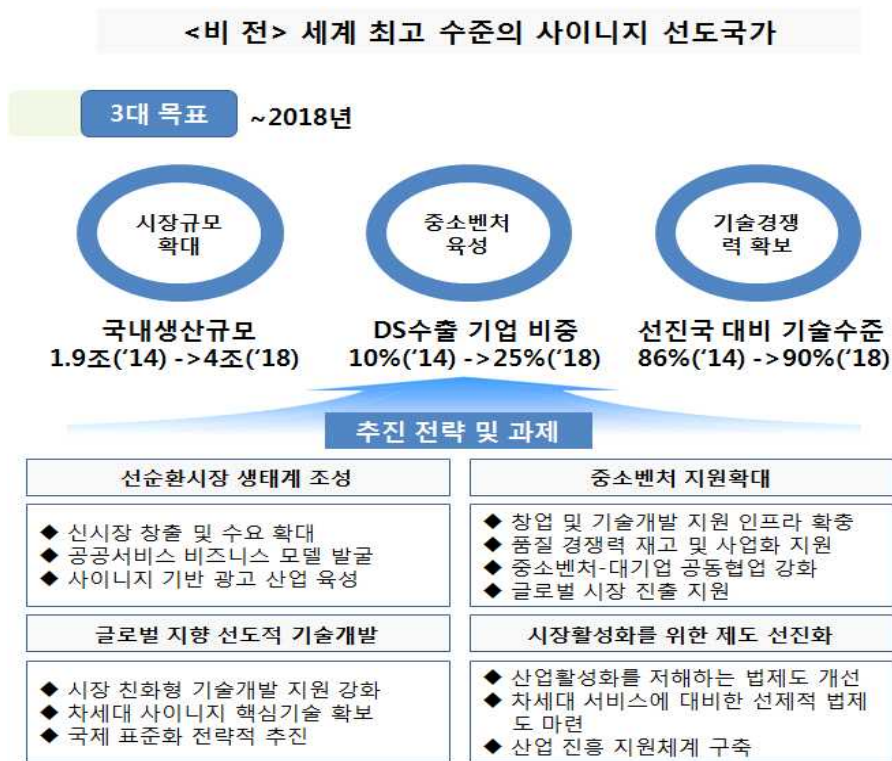 <비 전> 세계 최고 수준의 사이니지 선도국가
3대 목표 ~2018년
시장규모
확대
중소벤처
육성
기술경쟁
력 확보
국내생산규모
1.9조(‘14) ->4조(‘18)
DS수출 기업 비중
10%(‘14) ->25%(‘18)
선진국 대비 기술수준
86%(‘14) ->90%(‘18)
추진 전략 및 과제
선순환시장 생태계 조성
◆ 신시장 창출 및 수요 확대
◆ 공공서비스 비즈니스 모델 발굴
◆ 사이니지 기반 광고 산업 육성
중소벤처 지원확대
◆ 창업 및 기술개발 지원 인프라 확충
◆ 품질 경쟁력 재고 및 사업화 지원
◆ 중소벤처-대기업 공동협업 강화
◆ 글로벌 시장 진출 지원
글로벌 지향 선도적 기술개발
◆ 시장 친화형 기술개발 지원 강화
◆ 차세대 사이니지 핵심기술 확보
◆ 국제 표준화 전략적 추진
시장활성화를 위한 제도 선진화
◆ 산업활성화를 저해하는 법제도 개선
◆ 차세대 서비스에 대비한 선제적 법제
도 마련
◆ 산업 진흥 지원체계 구축